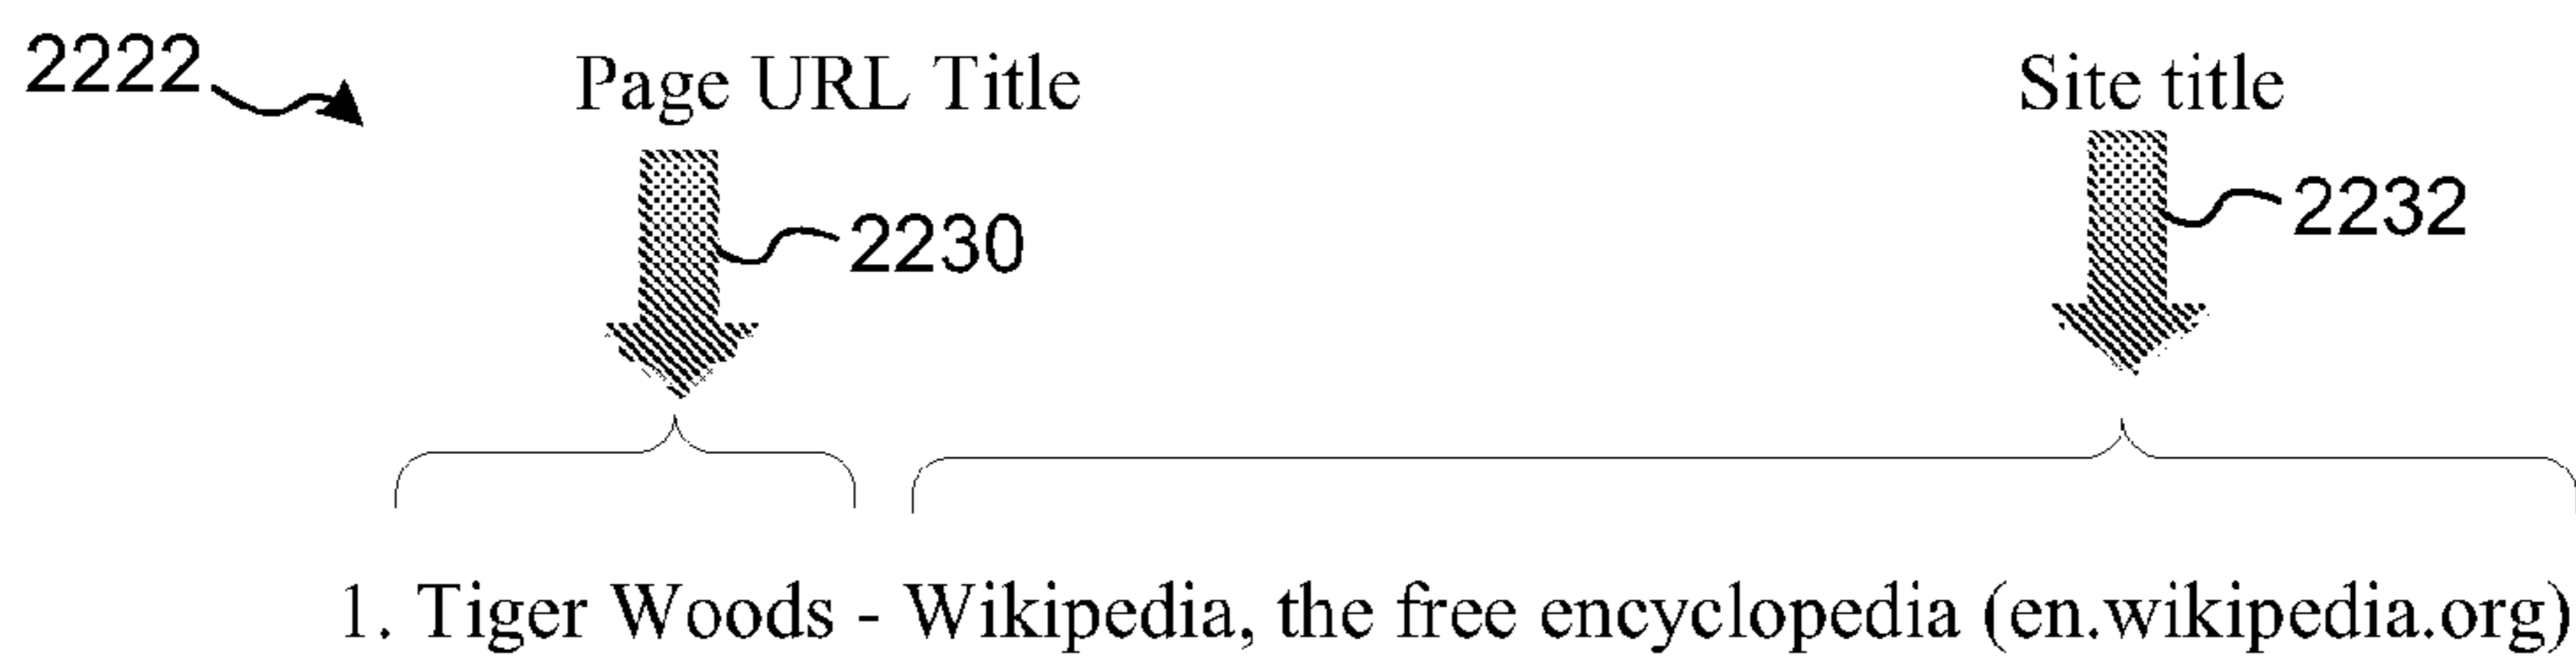 2222 Page URL Title Site title
2230 2232
1. Tiger Woods - Wikipedia, the free encyclopedia (en.wikipedia.org)